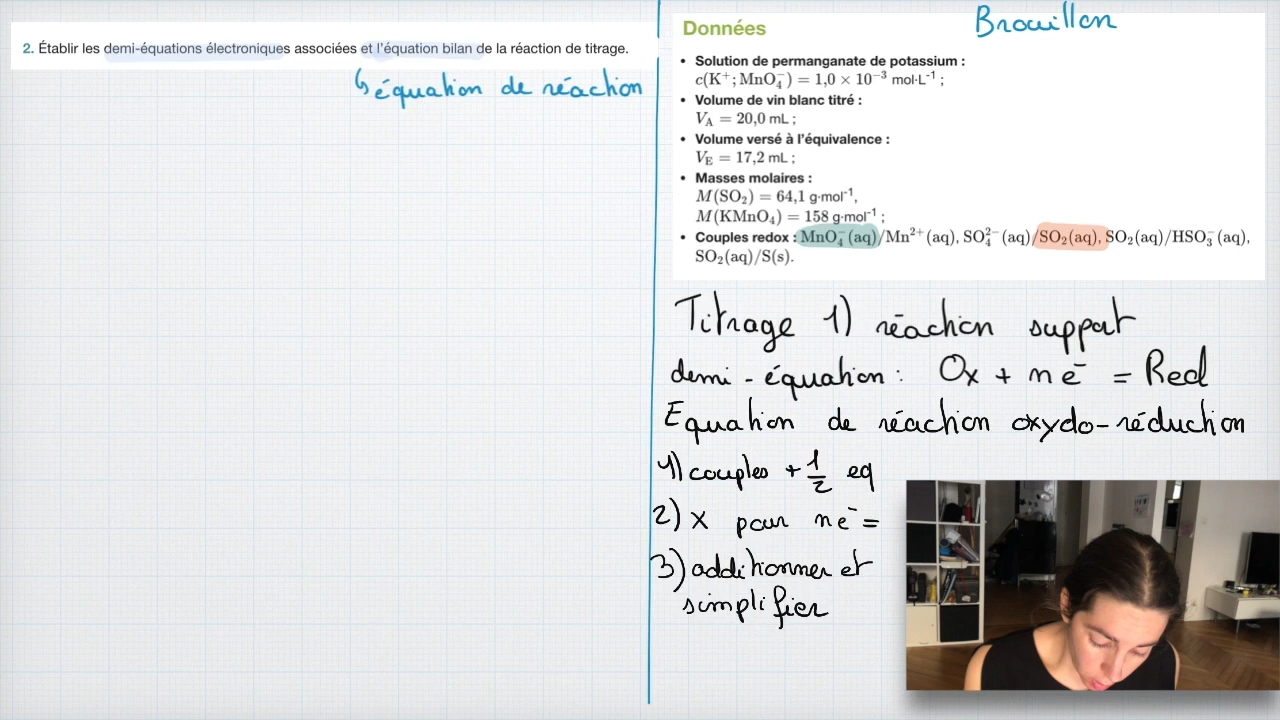 2. Établir les demi-équations électroniques associées et l'équation bilan de la réaction de titrage.
↳ équation de réaction
Brouillon
Données
• Solution de permanganate de potassium :
c(K⁺; MnO₄⁻) = 1,0 × 10⁻³ mol·L⁻¹ ;
• Volume de vin blanc titré :
V_A = 20,0 mL ;
• Volume versé à l'équivalence :
V_E = 17,2 mL ;
• Masses molaires :
M(SO₂) = 64,1 g·mol⁻¹,
M(KMnO₄) = 158 g·mol⁻¹ ;
• Couples redox : MnO₄⁻(aq)/Mn²⁺(aq), SO₄²⁻(aq)/SO₂(aq), SO₂(aq)/HSO₃⁻(aq),
SO₂(aq)/S(s).
Titrage 1) réaction support
demi-équation : Ox + n e⁻ = Red
Equation de réaction oxydo-réduction
1) couples + 1/2 eq
2) x pour n e⁻ =
3) additionner et
simplifier